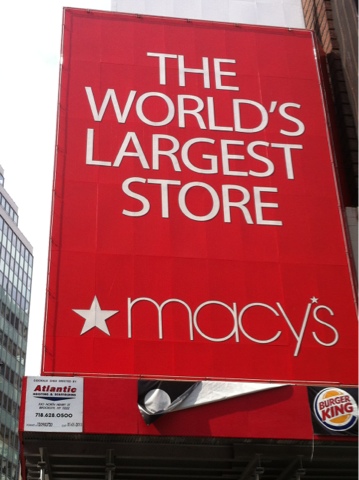 THE
WORLD'S
LARGEST
STORE
macy's
Atlantic
718.628.0500
BURGER
KING